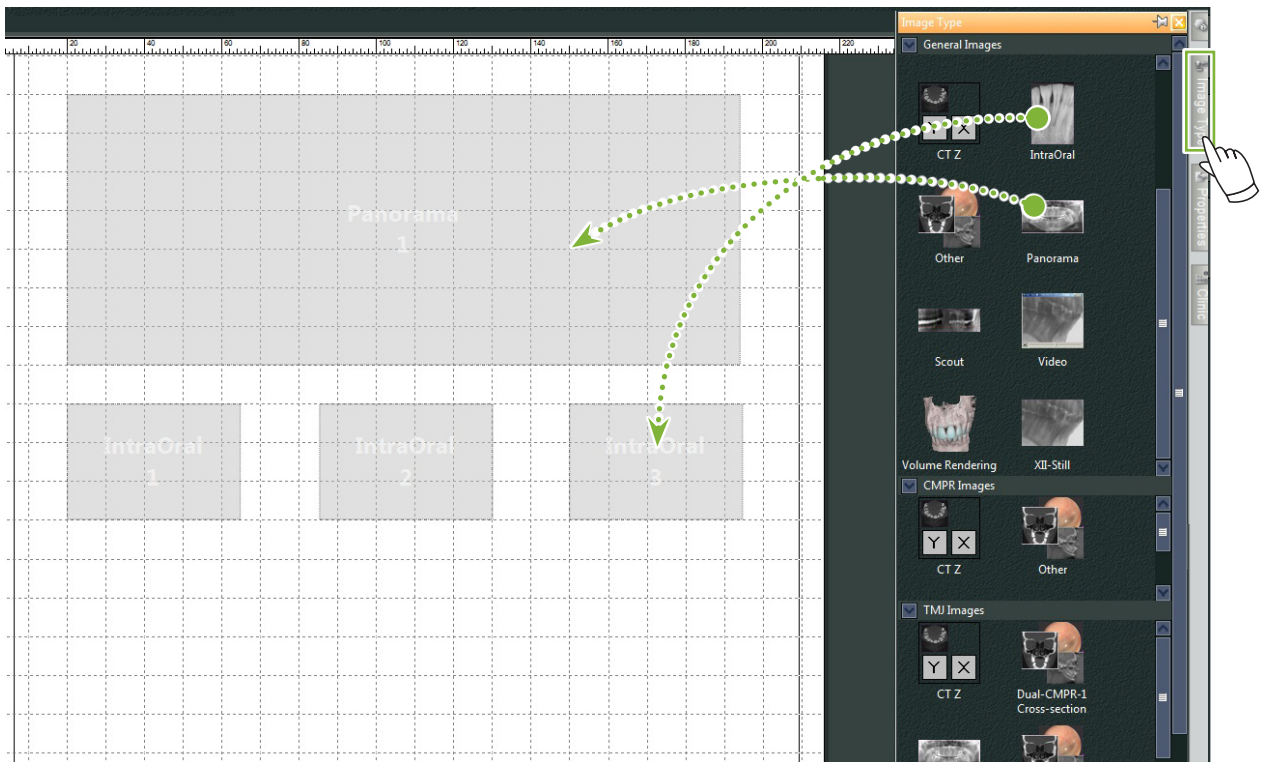 Image Type
General Images
20 40 60 80 100 120 140 160 180 200 220
Y X
CT Z IntraOral
Image Typ
Panorama
1
Other Panorama
Properties
Clinic
Scout Video
IntraOral IntraOral IntraOral
1 2 3
Volume Rendering XII-Still
CMPR Images
Y X
CT Z Other
TMJ Images
Y X
CT Z Dual-CMPR-1
Cross-section